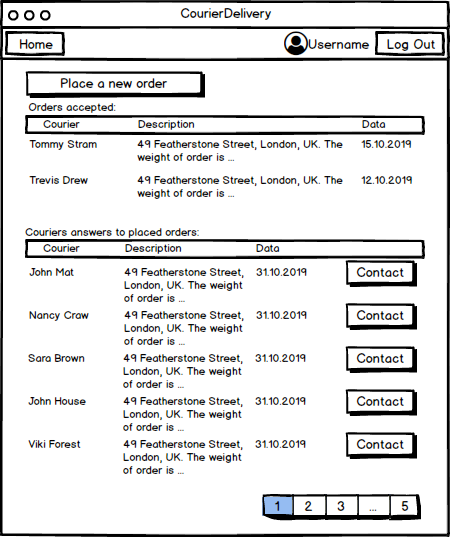 CourierDelivery
Home
Username
Log Out
Place a new order
Orders accepted:
Courier Description Data
Tommy Stram 49 Featherstone Street, London, UK. The 15.10.2019
weight of order is ...
Trevis Drew 49 Featherstone Street, London, UK. The 12.10.2019
weight of order is ...
Couriers answers to placed orders:
Courier Description Data
John Mat 49 Featherstone Street, 31.10.2019 Contact
London, UK. The weight
of order is ...
Nancy Craw 49 Featherstone Street, 31.10.2019 Contact
London, UK. The weight
of order is ...
Sara Brown 49 Featherstone Street, 31.10.2019 Contact
London, UK. The weight
of order is ...
John House 49 Featherstone Street, 31.10.2019 Contact
London, UK. The weight
of order is ...
Viki Forest 49 Featherstone Street, 31.10.2019 Contact
London, UK. The weight
of order is ...
1 2 3 ... 5